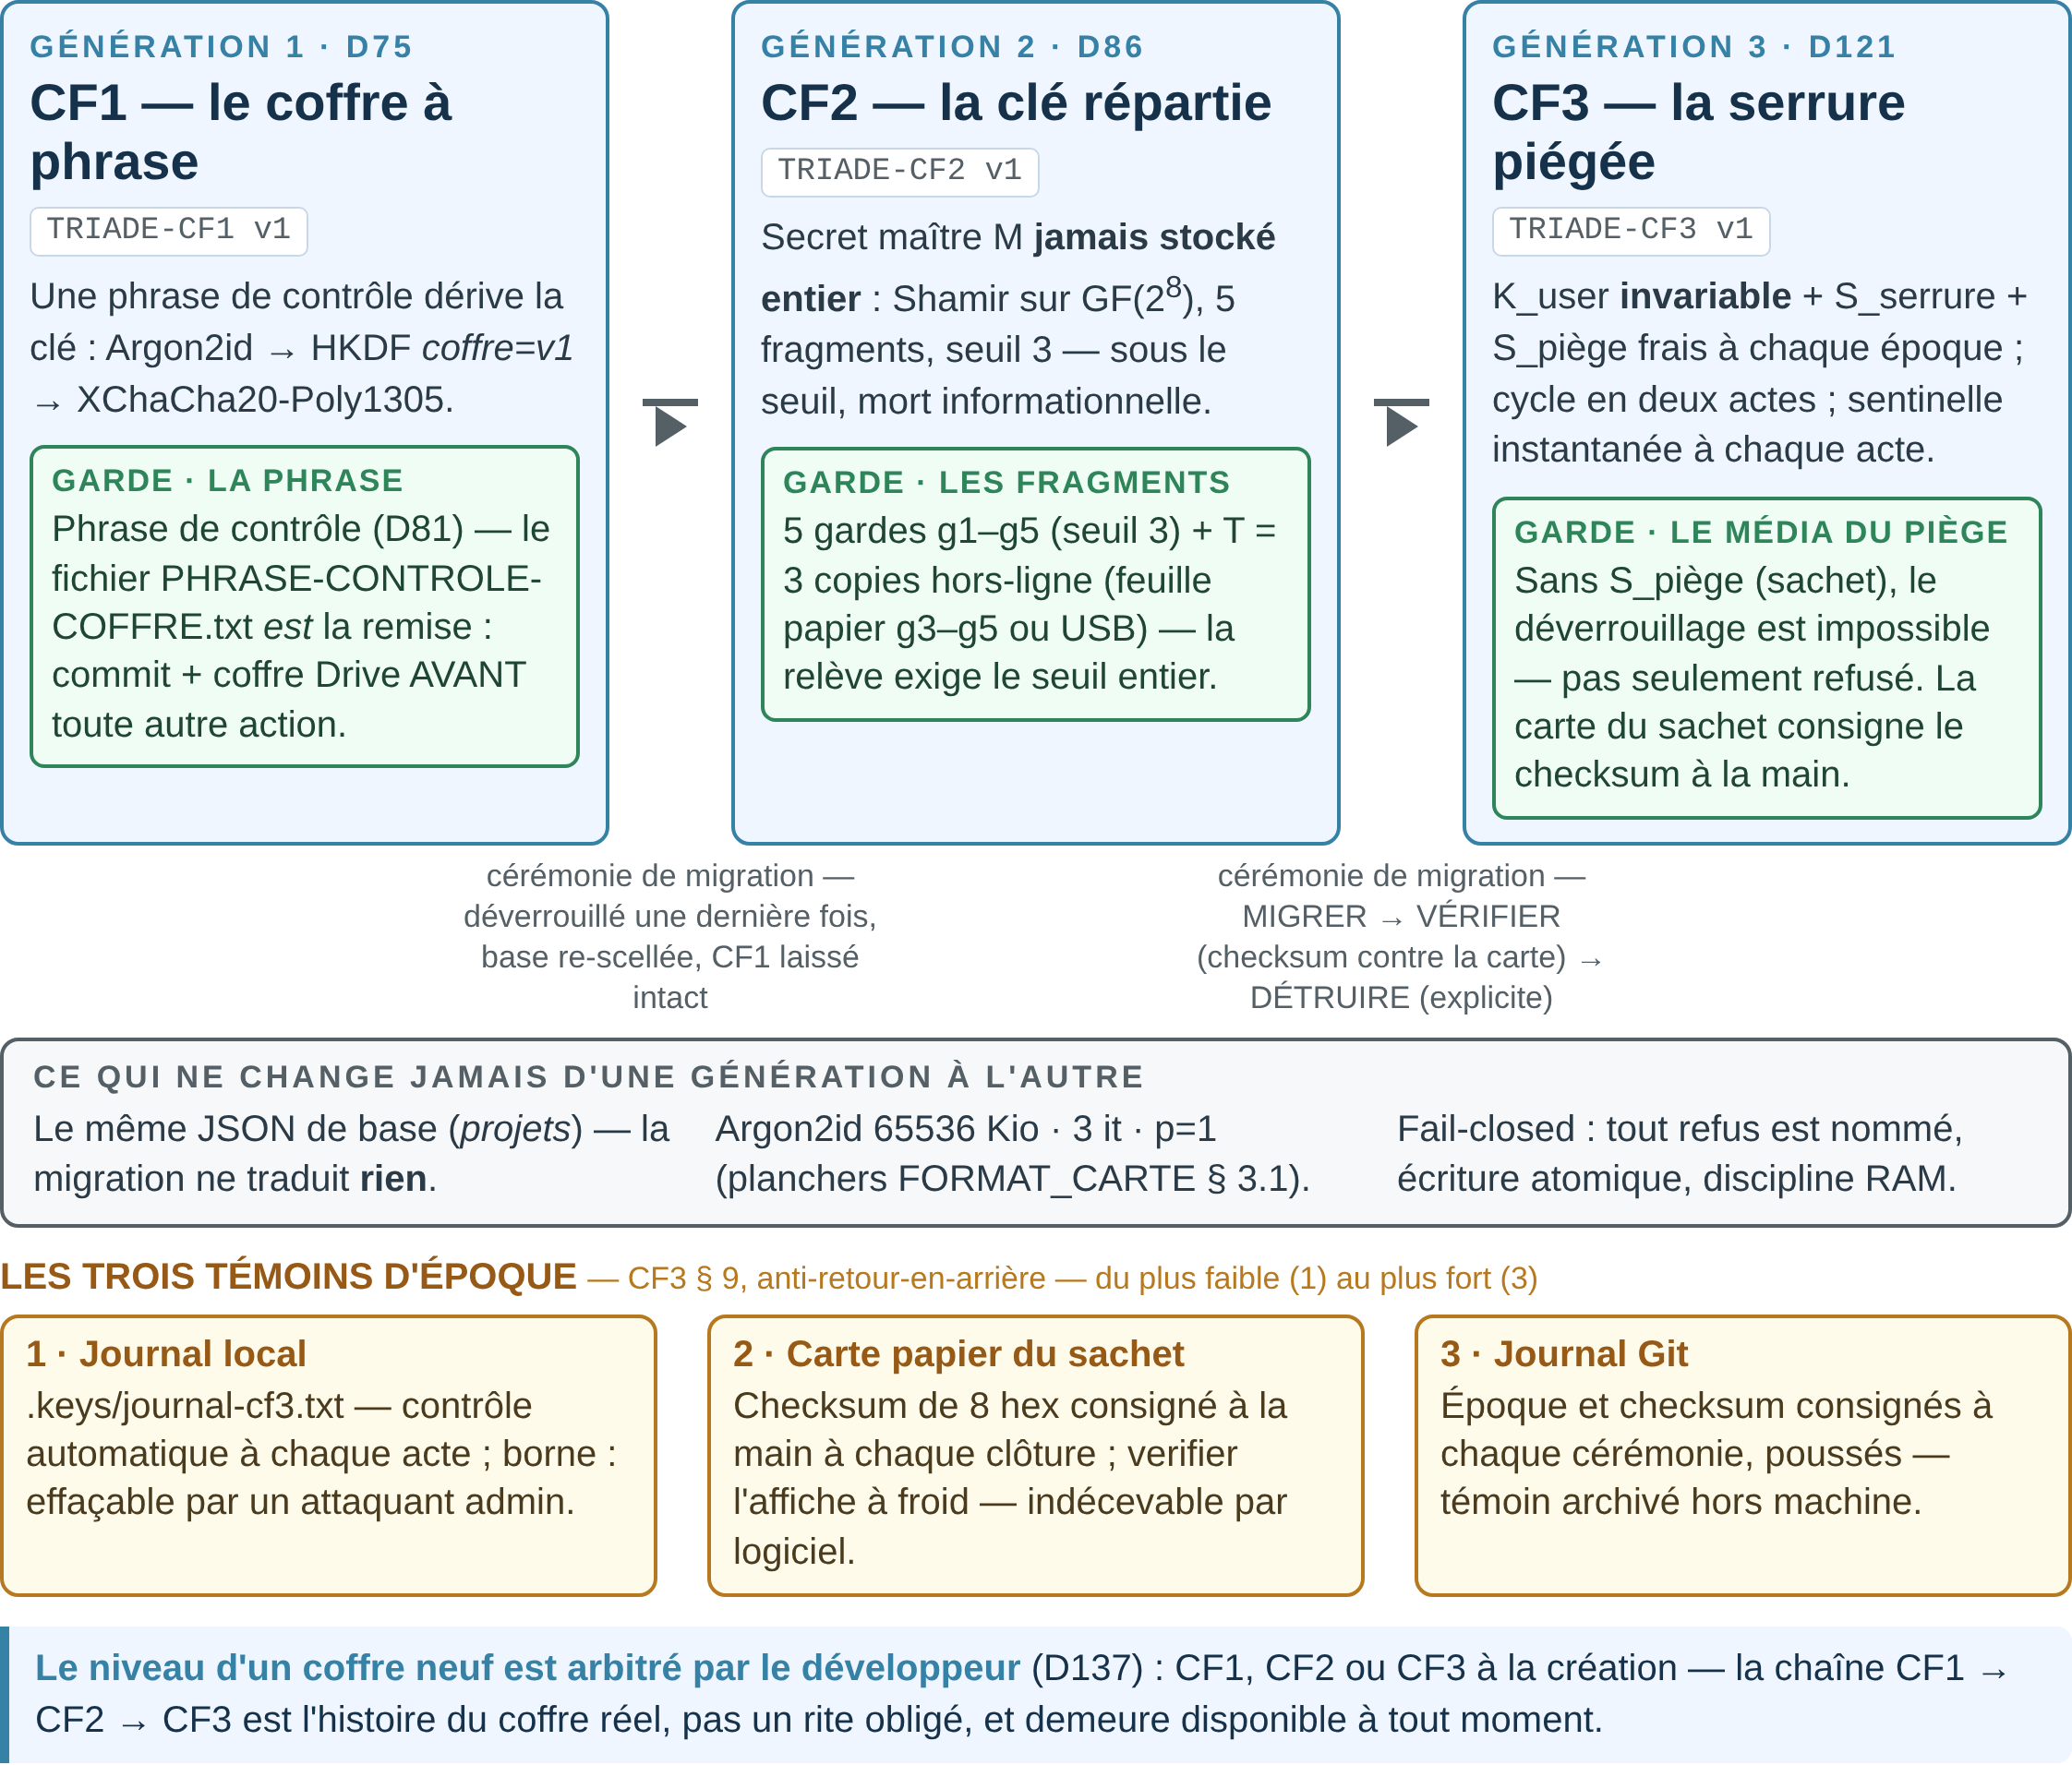 GÉNÉRATION 1 · D75
CF1 — le coffre à
phrase
TRIADE-CF1 v1
Une phrase de contrôle dérive la
clé : Argon2id → HKDF coffre=v1
→ XChaCha20-Poly1305.
GARDE · LA PHRASE
Phrase de contrôle (D81) — le
fichier PHRASE-CONTROLE-
COFFRE.txt est la remise :
commit + coffre Drive AVANT
toute autre action.
GÉNÉRATION 2 · D86
CF2 — la clé répartie
TRIADE-CF2 v1
Secret maître M jamais stocké
entier : Shamir sur GF(2⁸), 5
fragments, seuil 3 — sous le
seuil, mort informationnelle.
GARDE · LES FRAGMENTS
5 gardes g1–g5 (seuil 3) + T =
3 copies hors-ligne (feuille
papier g3–g5 ou USB) — la
relève exige le seuil entier.
GÉNÉRATION 3 · D121
CF3 — la serrure
piégée
TRIADE-CF3 v1
K_user invariable + S_serrure +
S_piège frais à chaque époque ;
cycle en deux actes ; sentinelle
instantanée à chaque acte.
GARDE · LE MÉDIA DU PIÈGE
Sans S_piège (sachet), le
déverrouillage est impossible
— pas seulement refusé. La
carte du sachet consigne le
checksum à la main.
cérémonie de migration —
déverrouillé une dernière fois,
base re-scellée, CF1 laissé
intact
cérémonie de migration —
MIGRER → VÉRIFIER
(checksum contre la carte) →
DÉTRUIRE (explicite)
CE QUI NE CHANGE JAMAIS D'UNE GÉNÉRATION À L'AUTRE
Le même JSON de base (projets) — la
migration ne traduit rien.
Argon2id 65536 Kio · 3 it · p=1
(planchers FORMAT_CARTE § 3.1).
Fail-closed : tout refus est nommé,
écriture atomique, discipline RAM.
LES TROIS TÉMOINS D'ÉPOQUE — CF3 § 9, anti-retour-en-arrière — du plus faible (1) au plus fort (3)
1 · Journal local
.keys/journal-cf3.txt — contrôle
automatique à chaque acte ; borne :
effaçable par un attaquant admin.
2 · Carte papier du sachet
Checksum de 8 hex consigné à la
main à chaque clôture ; verifier
l'affiche à froid — indécevable par
logiciel.
3 · Journal Git
Époque et checksum consignés à
chaque cérémonie, poussés —
témoin archivé hors machine.
Le niveau d'un coffre neuf est arbitré par le développeur (D137) : CF1, CF2 ou CF3 à la création — la chaîne CF1 →
CF2 → CF3 est l'histoire du coffre réel, pas un rite obligé, et demeure disponible à tout moment.